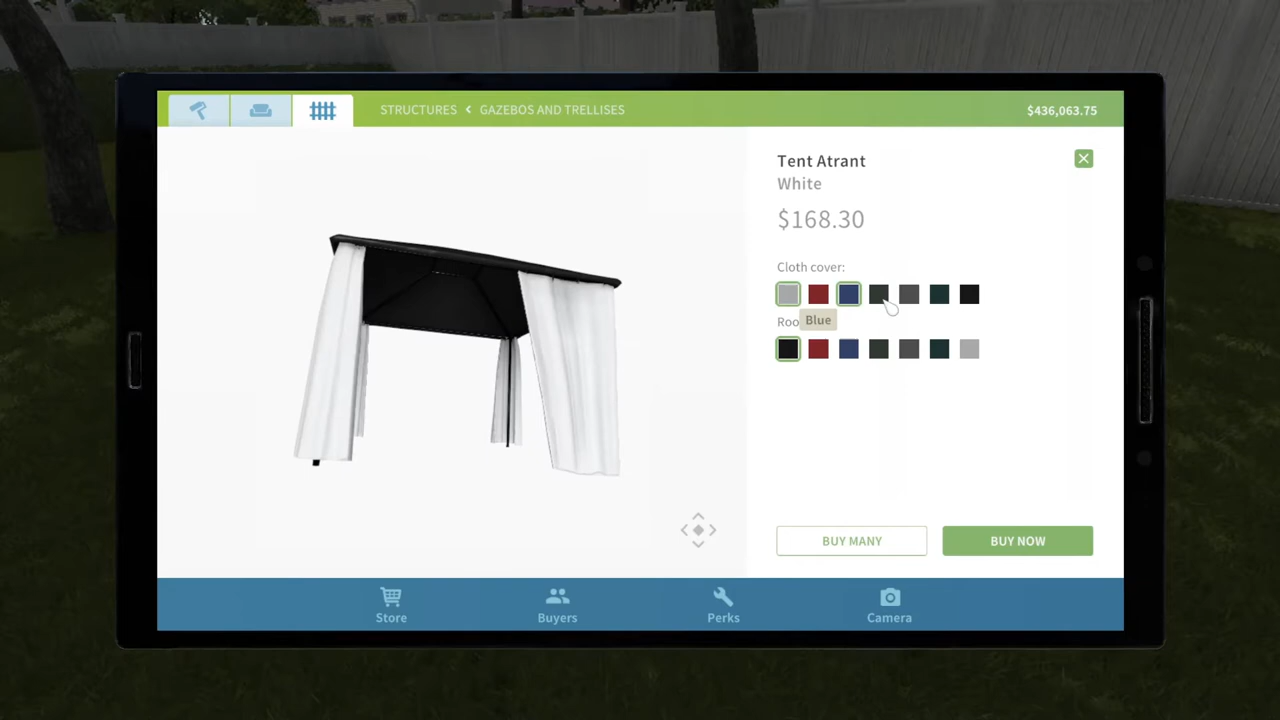 STRUCTURES < GAZEBOS AND TRELLISES
$436,063.75
Tent Atrant
White
$168.30
Cloth cover:
Blue
Roo
BUY MANY
BUY NOW
Store
Buyers
Perks
Camera